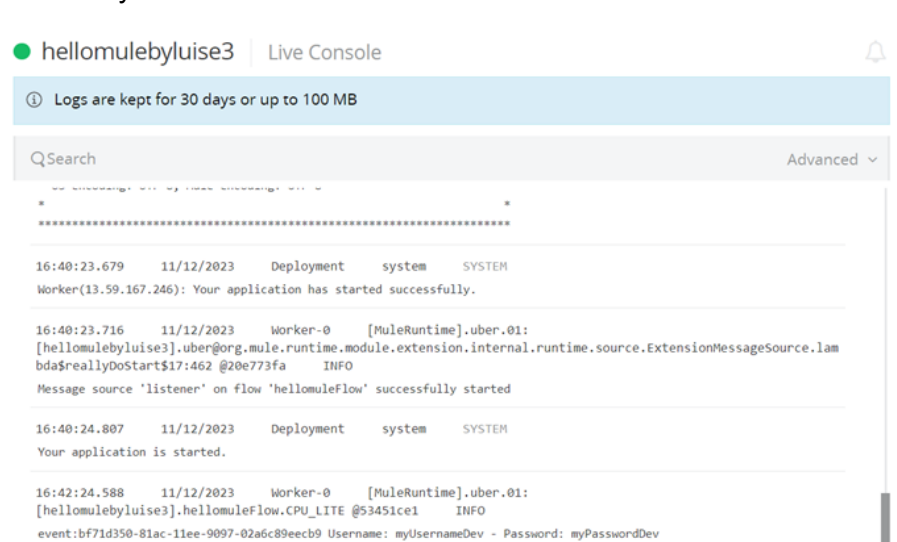 hellomulebyluise3 Live Console
Logs are kept for 30 days or up to 100 MB
Search Advanced
* *
**********************************************************************
16:40:23.679 11/12/2023 Deployment system SYSTEM
Worker(13.59.167.246): Your application has started successfully.
16:40:23.716 11/12/2023 Worker-0 [MuleRuntime].uber.01:
[hellomulebyluise3].uber@org.mule.runtime.module.extension.internal.runtime.source.ExtensionMessageSource.lam
bda$reallyDoStart$17:462 @20e773fa INFO
Message source 'listener' on flow 'hellomuleFlow' successfully started
16:40:24.807 11/12/2023 Deployment system SYSTEM
Your application is started.
16:42:24.588 11/12/2023 Worker-0 [MuleRuntime].uber.01:
[hellomulebyluise3].hellomuleFlow.CPU_LITE @53451ce1 INFO
event:bf71d350-81ac-11ee-9097-02a6c89eecb9 Username: myUsernameDev - Password: myPasswordDev